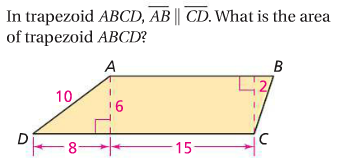 In trapezoid ABCD, AB || CD. What is the area
of trapezoid ABCD?
A
B
10
6
2
D
8
15
C